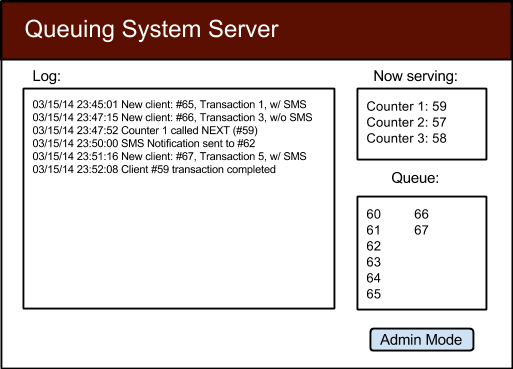 Queuing System Server
Log:
03/15/14 23:45:01 New client: #65, Transaction 1, w/ SMS
03/15/14 23:47:15 New client: #66, Transaction 3, w/o SMS
03/15/14 23:47:52 Counter 1 called NEXT (#59)
03/15/14 23:50:00 SMS Notification sent to #62
03/15/14 23:51:16 New client: #67, Transaction 5, w/ SMS
03/15/14 23:52:08 Client #59 transaction completed
Now serving:
Counter 1: 59
Counter 2: 57
Counter 3: 58
Queue:
60 66
61 67
62
63
64
65
Admin Mode